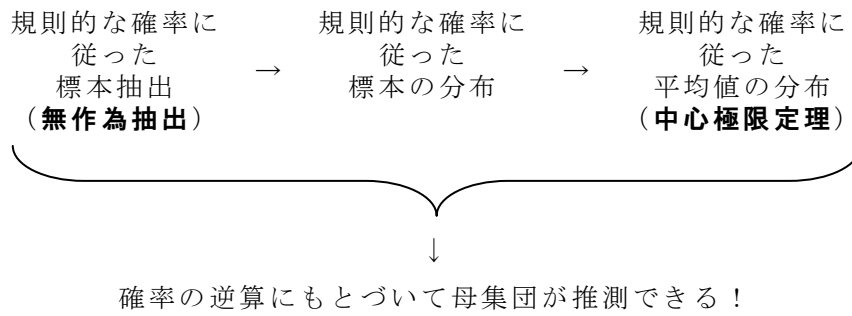 規則的な確率に
従った
標本抽出
（無作為抽出）
→
規則的な確率に
従った
標本の分布
→
規則的な確率に
従った
平均値の分布
（中心極限定理）
↓
確率の逆算にもとづいて母集団が推測できる！